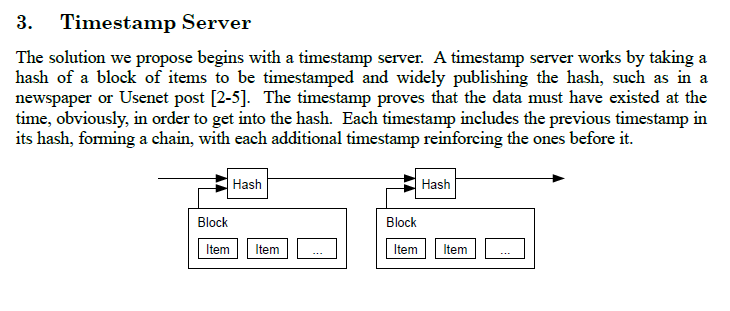 3. Timestamp Server
The solution we propose begins with a timestamp server. A timestamp server works by taking a
hash of a block of items to be timestamped and widely publishing the hash, such as in a
newspaper or Usenet post [2-5]. The timestamp proves that the data must have existed at the
time, obviously, in order to get into the hash. Each timestamp includes the previous timestamp in
its hash, forming a chain, with each additional timestamp reinforcing the ones before it.
Hash Hash
Block Block
Item Item ... Item Item ...